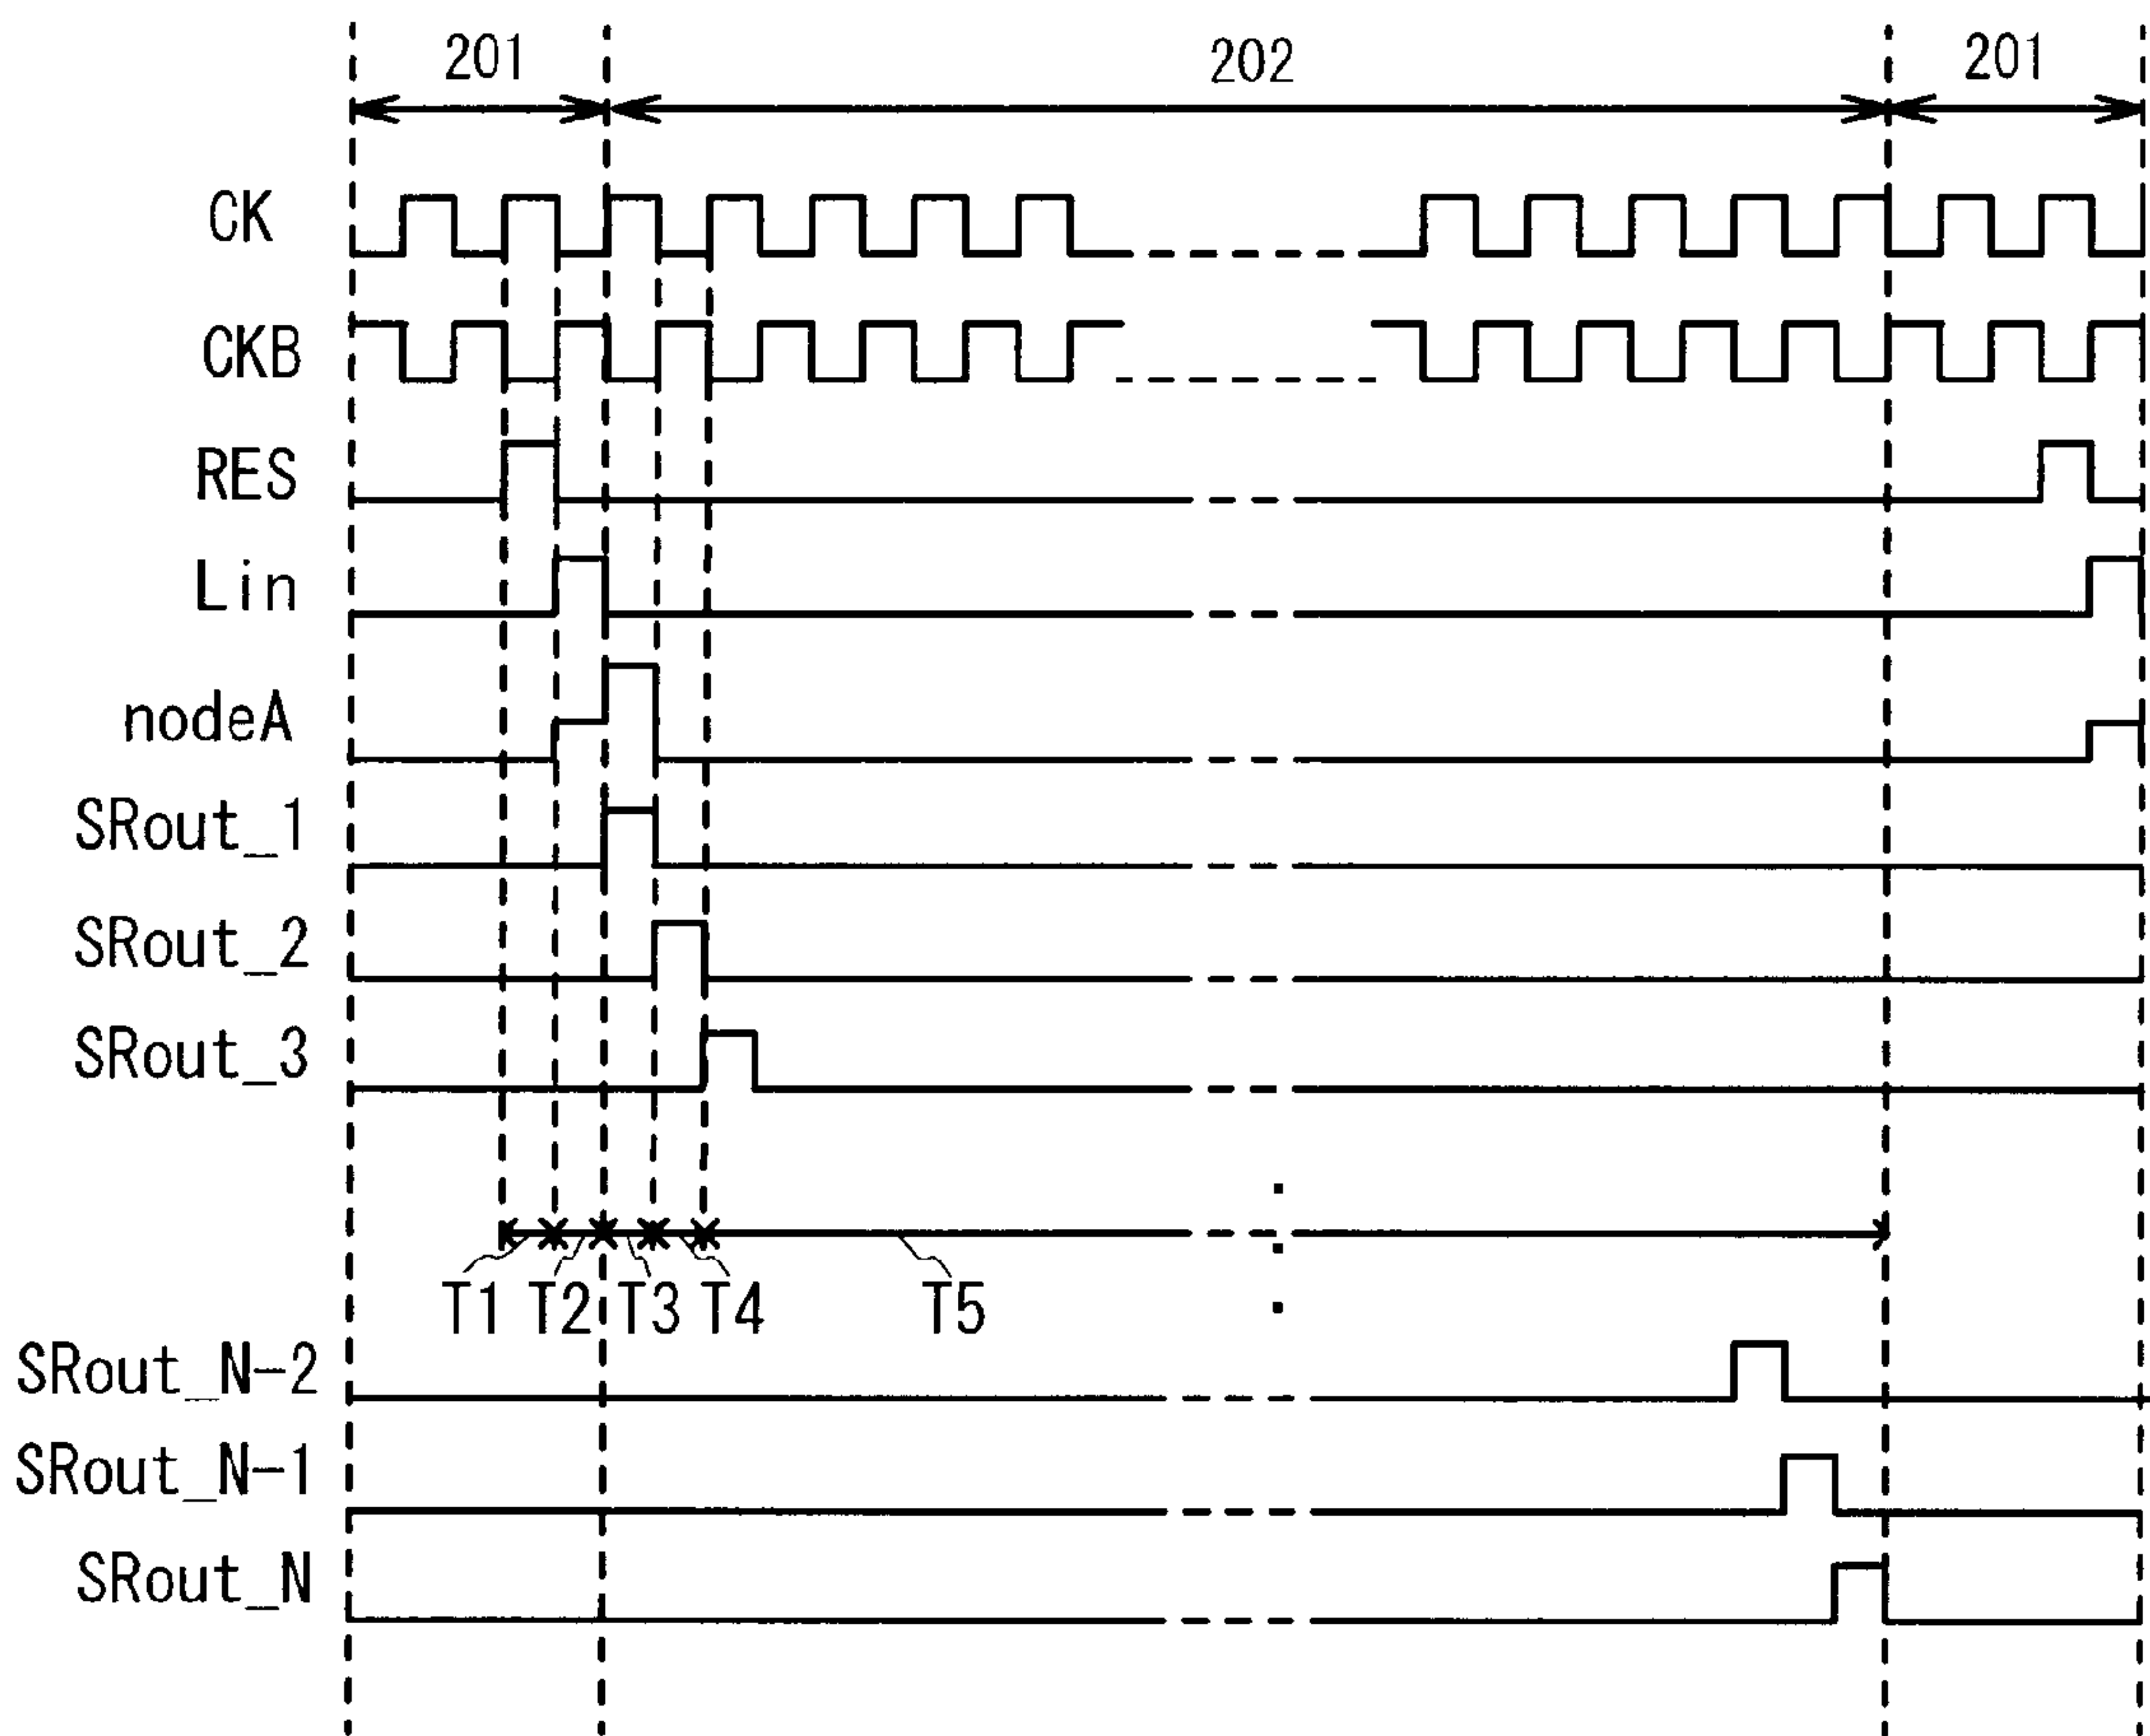 201 202 201
CK
CKB
RES
Lin
nodeA
SRout_1
SRout_2
SRout_3
T1 T2 T3 T4 T5
SRout_N-2
SRout_N-1
SRout_N